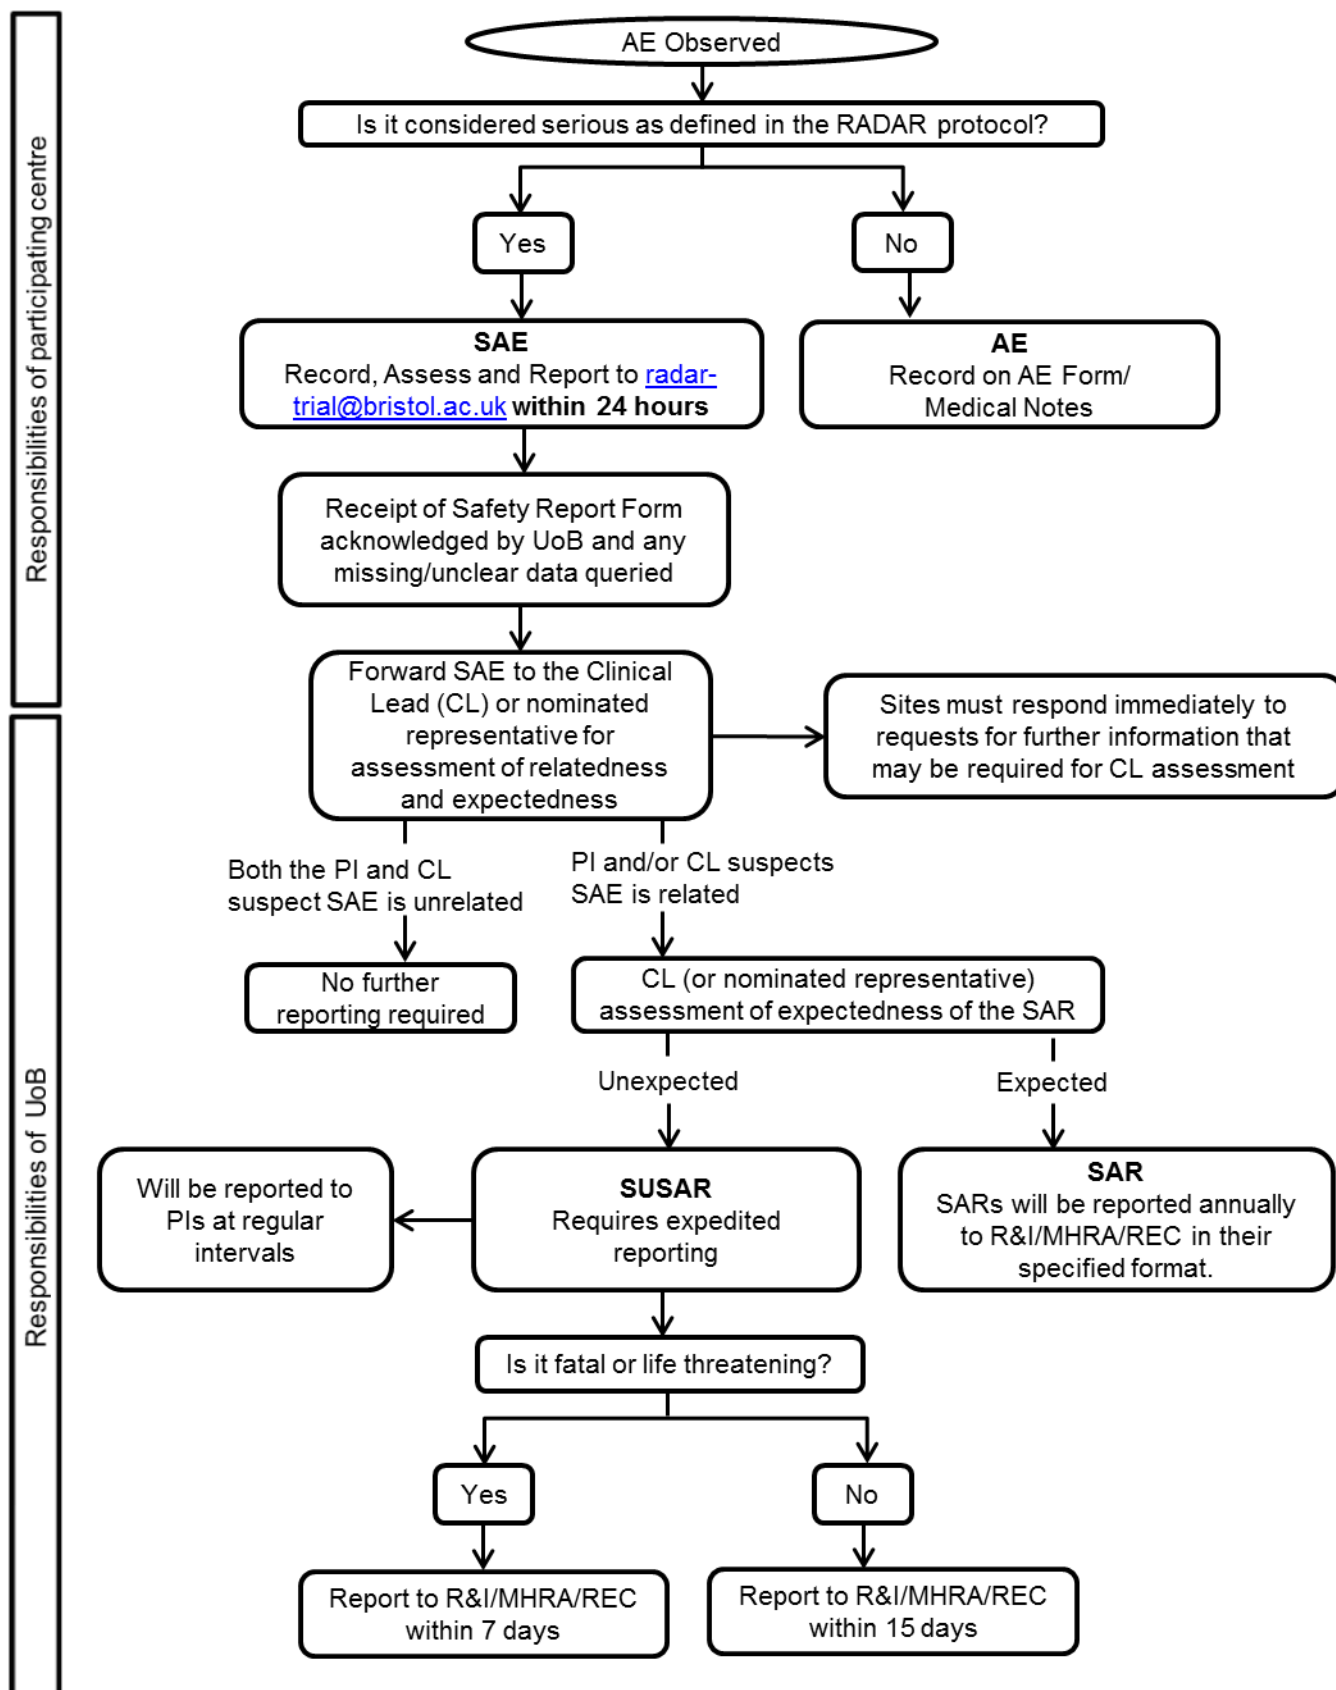 Responsibilities of participating centre
AE Observed
Is it considered serious as defined in the RADAR protocol?
Yes
No
SAE
Record, Assess and Report to radar-
trial@bristol.ac.uk within 24 hours
AE
Record on AE Form/
Medical Notes
Receipt of Safety Report Form
acknowledged by UoB and any
missing/unclear data queried
Forward SAE to the Clinical
Lead (CL) or nominated
representative for
assessment of relatedness
and expectedness
Sites must respond immediately to
requests for further information that
may be required for CL assessment
Responsibilities of UoB
Both the PI and CL
suspect SAE is unrelated
PI and/or CL suspects
SAE is related
No further
reporting required
CL (or nominated representative)
assessment of expectedness of the SAR
Unexpected
Expected
Will be reported to
PIs at regular
intervals
SUSAR
Requires expedited
reporting
SAR
SARs will be reported annually
to R&I/MHRA/REC in their
specified format.
Is it fatal or life threatening?
Yes
No
Report to R&I/MHRA/REC
within 7 days
Report to R&I/MHRA/REC
within 15 days